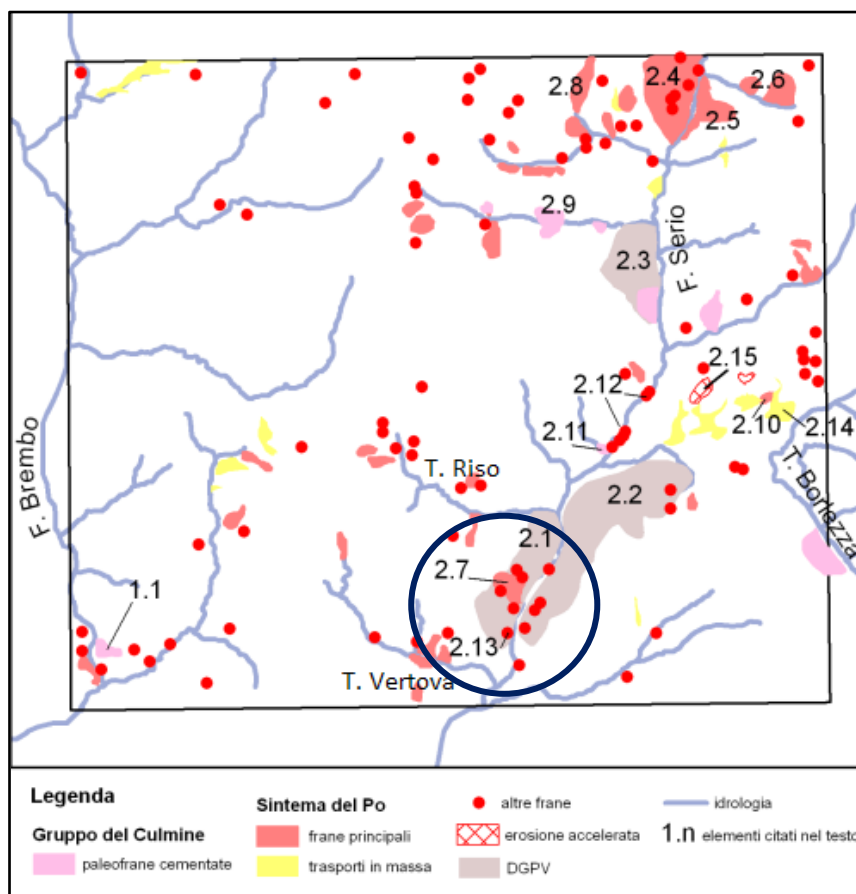 2.8
2.4
2.6
2.5
2.9
2.3
F. Serio
2.15
2.12
2.10
2.14
2.11
F. Brembo
T. Riso
2.2
T. Borlezza
2.1
2.7
1.1
2.13
T. Vertova
Legenda
Gruppo del Culmine
paleofrane cementate
Sintema del Po
frane principali
trasporti in massa
altre frane
erosione accelerata
DGPV
idrologia
1.n elementi citati nel testo